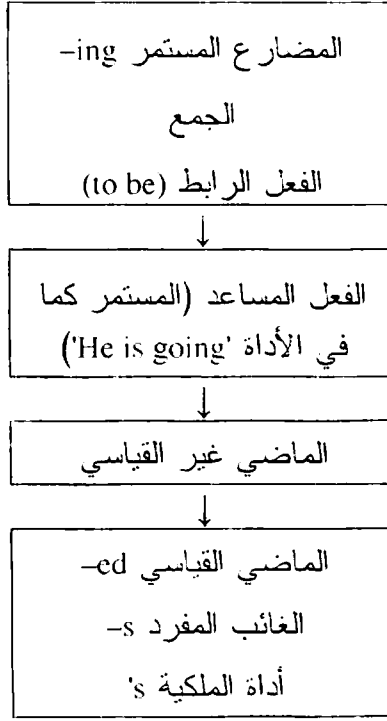 المضارع المستمر ing–
الجمع
الفعل الرابط (to be)
↓
الفعل المساعد (المستمر كما
في الأداة 'He is going')
↓
الماضي غير القياسي
↓
الماضي القياسي ed–
الغائب المفرد s–
أداة الملكية s'